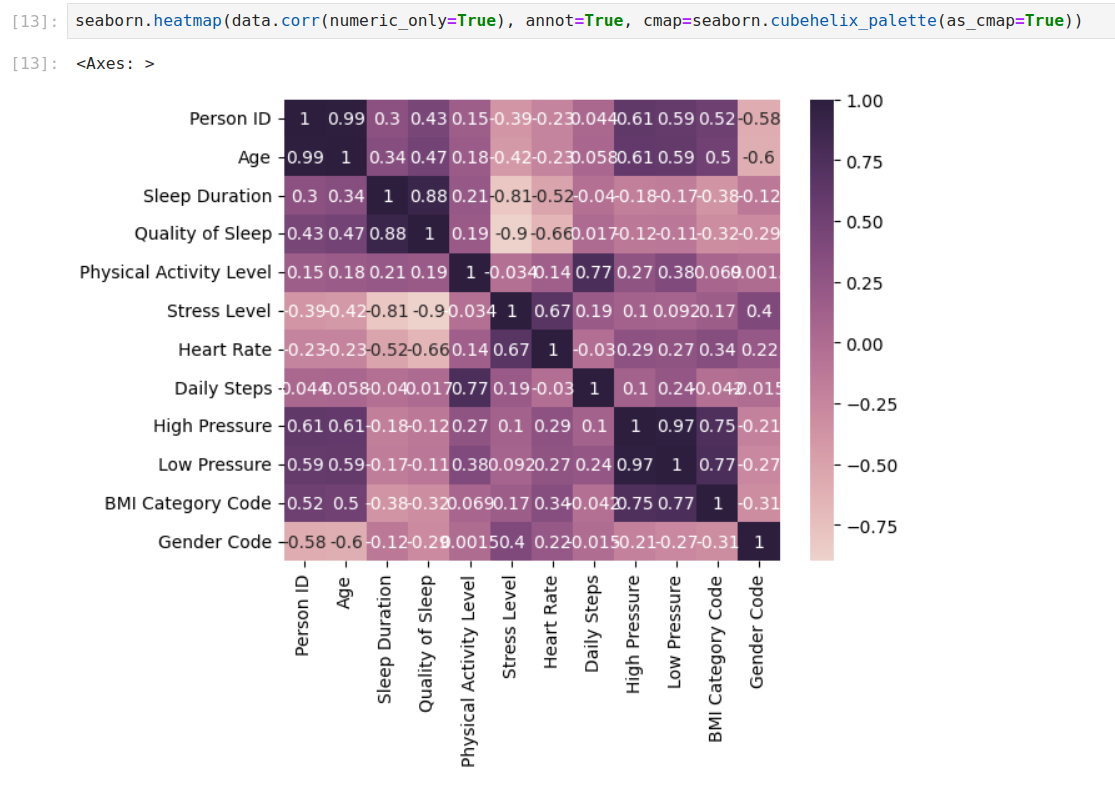 [13]: seaborn.heatmap(data.corr(numeric_only=True), annot=True, cmap=seaborn.cubehelix_palette(as_cmap=True))
[13]: <Axes: >
Person ID 1 0.99 0.3 0.43 0.15 -0.39 -0.23 0.044 0.61 0.59 0.52 -0.58
Age 0.99 1 0.34 0.47 0.18 -0.42 -0.23 0.058 0.61 0.59 0.5 -0.6
Sleep Duration 0.3 0.34 1 0.88 0.21 -0.81 -0.52 -0.04 -0.18 -0.17 -0.38 -0.12
Quality of Sleep 0.43 0.47 0.88 1 0.19 -0.9 -0.66 0.017 -0.12 -0.11 -0.32 -0.29
Physical Activity Level 0.15 0.18 0.21 0.19 1 -0.034 0.14 0.77 0.27 0.38 0.069
Stress Level -0.39 -0.42 -0.81 -0.9 0.034 1 0.67 0.19 0.1 0.092 0.17 0.4
Heart Rate -0.23 -0.23 -0.52 -0.66 0.14 0.67 1 -0.03 0.29 0.27 0.34 0.22
Daily Steps 0.044 0.058 -0.04 0.017 0.77 0.19 -0.03 1 0.1 0.24 -0.042 0.015
High Pressure 0.61 0.61 -0.18 -0.12 0.27 0.1 0.29 0.1 1 0.97 0.75 -0.21
Low Pressure 0.59 0.59 -0.17 -0.11 0.38 0.092 0.27 0.24 0.97 1 0.77 -0.27
BMI Category Code 0.52 0.5 -0.38 -0.32 0.069 0.17 0.34 -0.042 0.75 0.77 1 -0.31
Gender Code -0.58 -0.6 -0.12 -0.29 0.0015 0.4 0.22 -0.015 -0.21 -0.27 -0.31 1
Person ID
Age
Sleep Duration
Quality of Sleep
Physical Activity Level
Stress Level
Heart Rate
Daily Steps
High Pressure
Low Pressure
BMI Category Code
Gender Code
1.00
0.75
0.50
0.25
0.00
−0.25
−0.50
−0.75